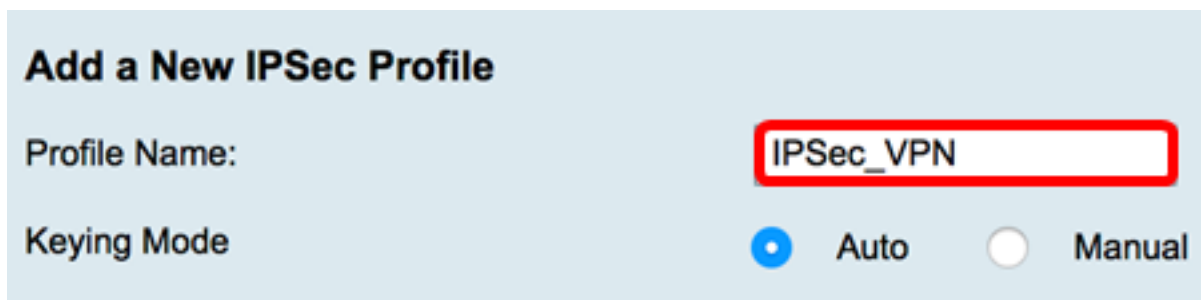 Add a New IPSec Profile
Profile Name: IPSec_VPN
Keying Mode Auto Manual